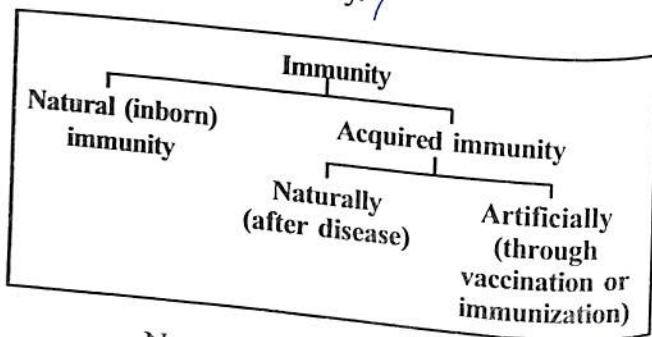 Immunity
Natural (inborn)
immunity
Acquired immunity
Naturally
(after disease)
Artificially
(through
vaccination or
immunization)